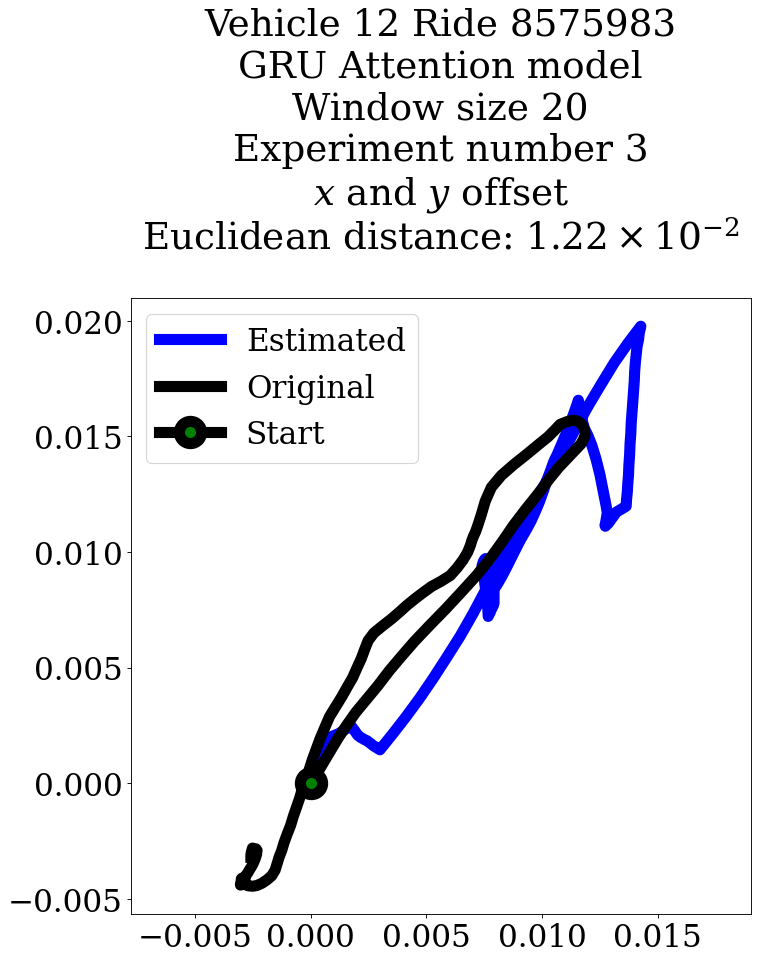 Vehicle 12 Ride 8575983
GRU Attention model
Window size 20
Experiment number 3
x and y offset
Euclidean distance: 1.22 × 10⁻²
Estimated
Original
Start
0.020
0.015
0.010
0.005
0.000
−0.005
−0.005 0.000 0.005 0.010 0.015